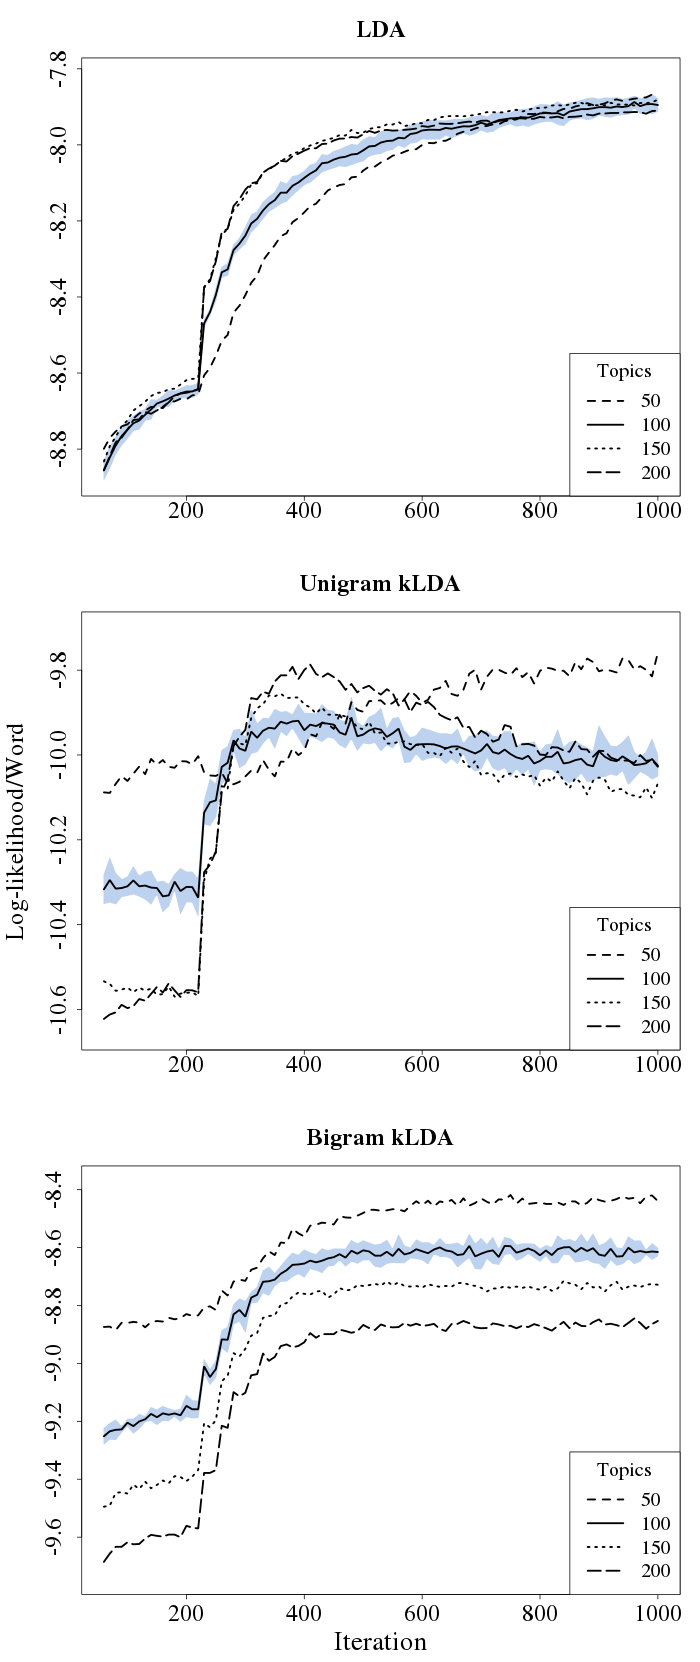 LDA
-7.8
-8.0
-8.2
-8.4
-8.6
-8.8
Topics
50
100
150
200
200 400 600 800 1000
Unigram kLDA
Log-likelihood/Word
-9.8
-10.0
-10.2
-10.4
-10.6
Topics
50
100
150
200
200 400 600 800 1000
Bigram kLDA
-8.4
-8.6
-8.8
-9.0
-9.2
-9.4
-9.6
Topics
50
100
150
200
200 400 600 800 1000
Iteration